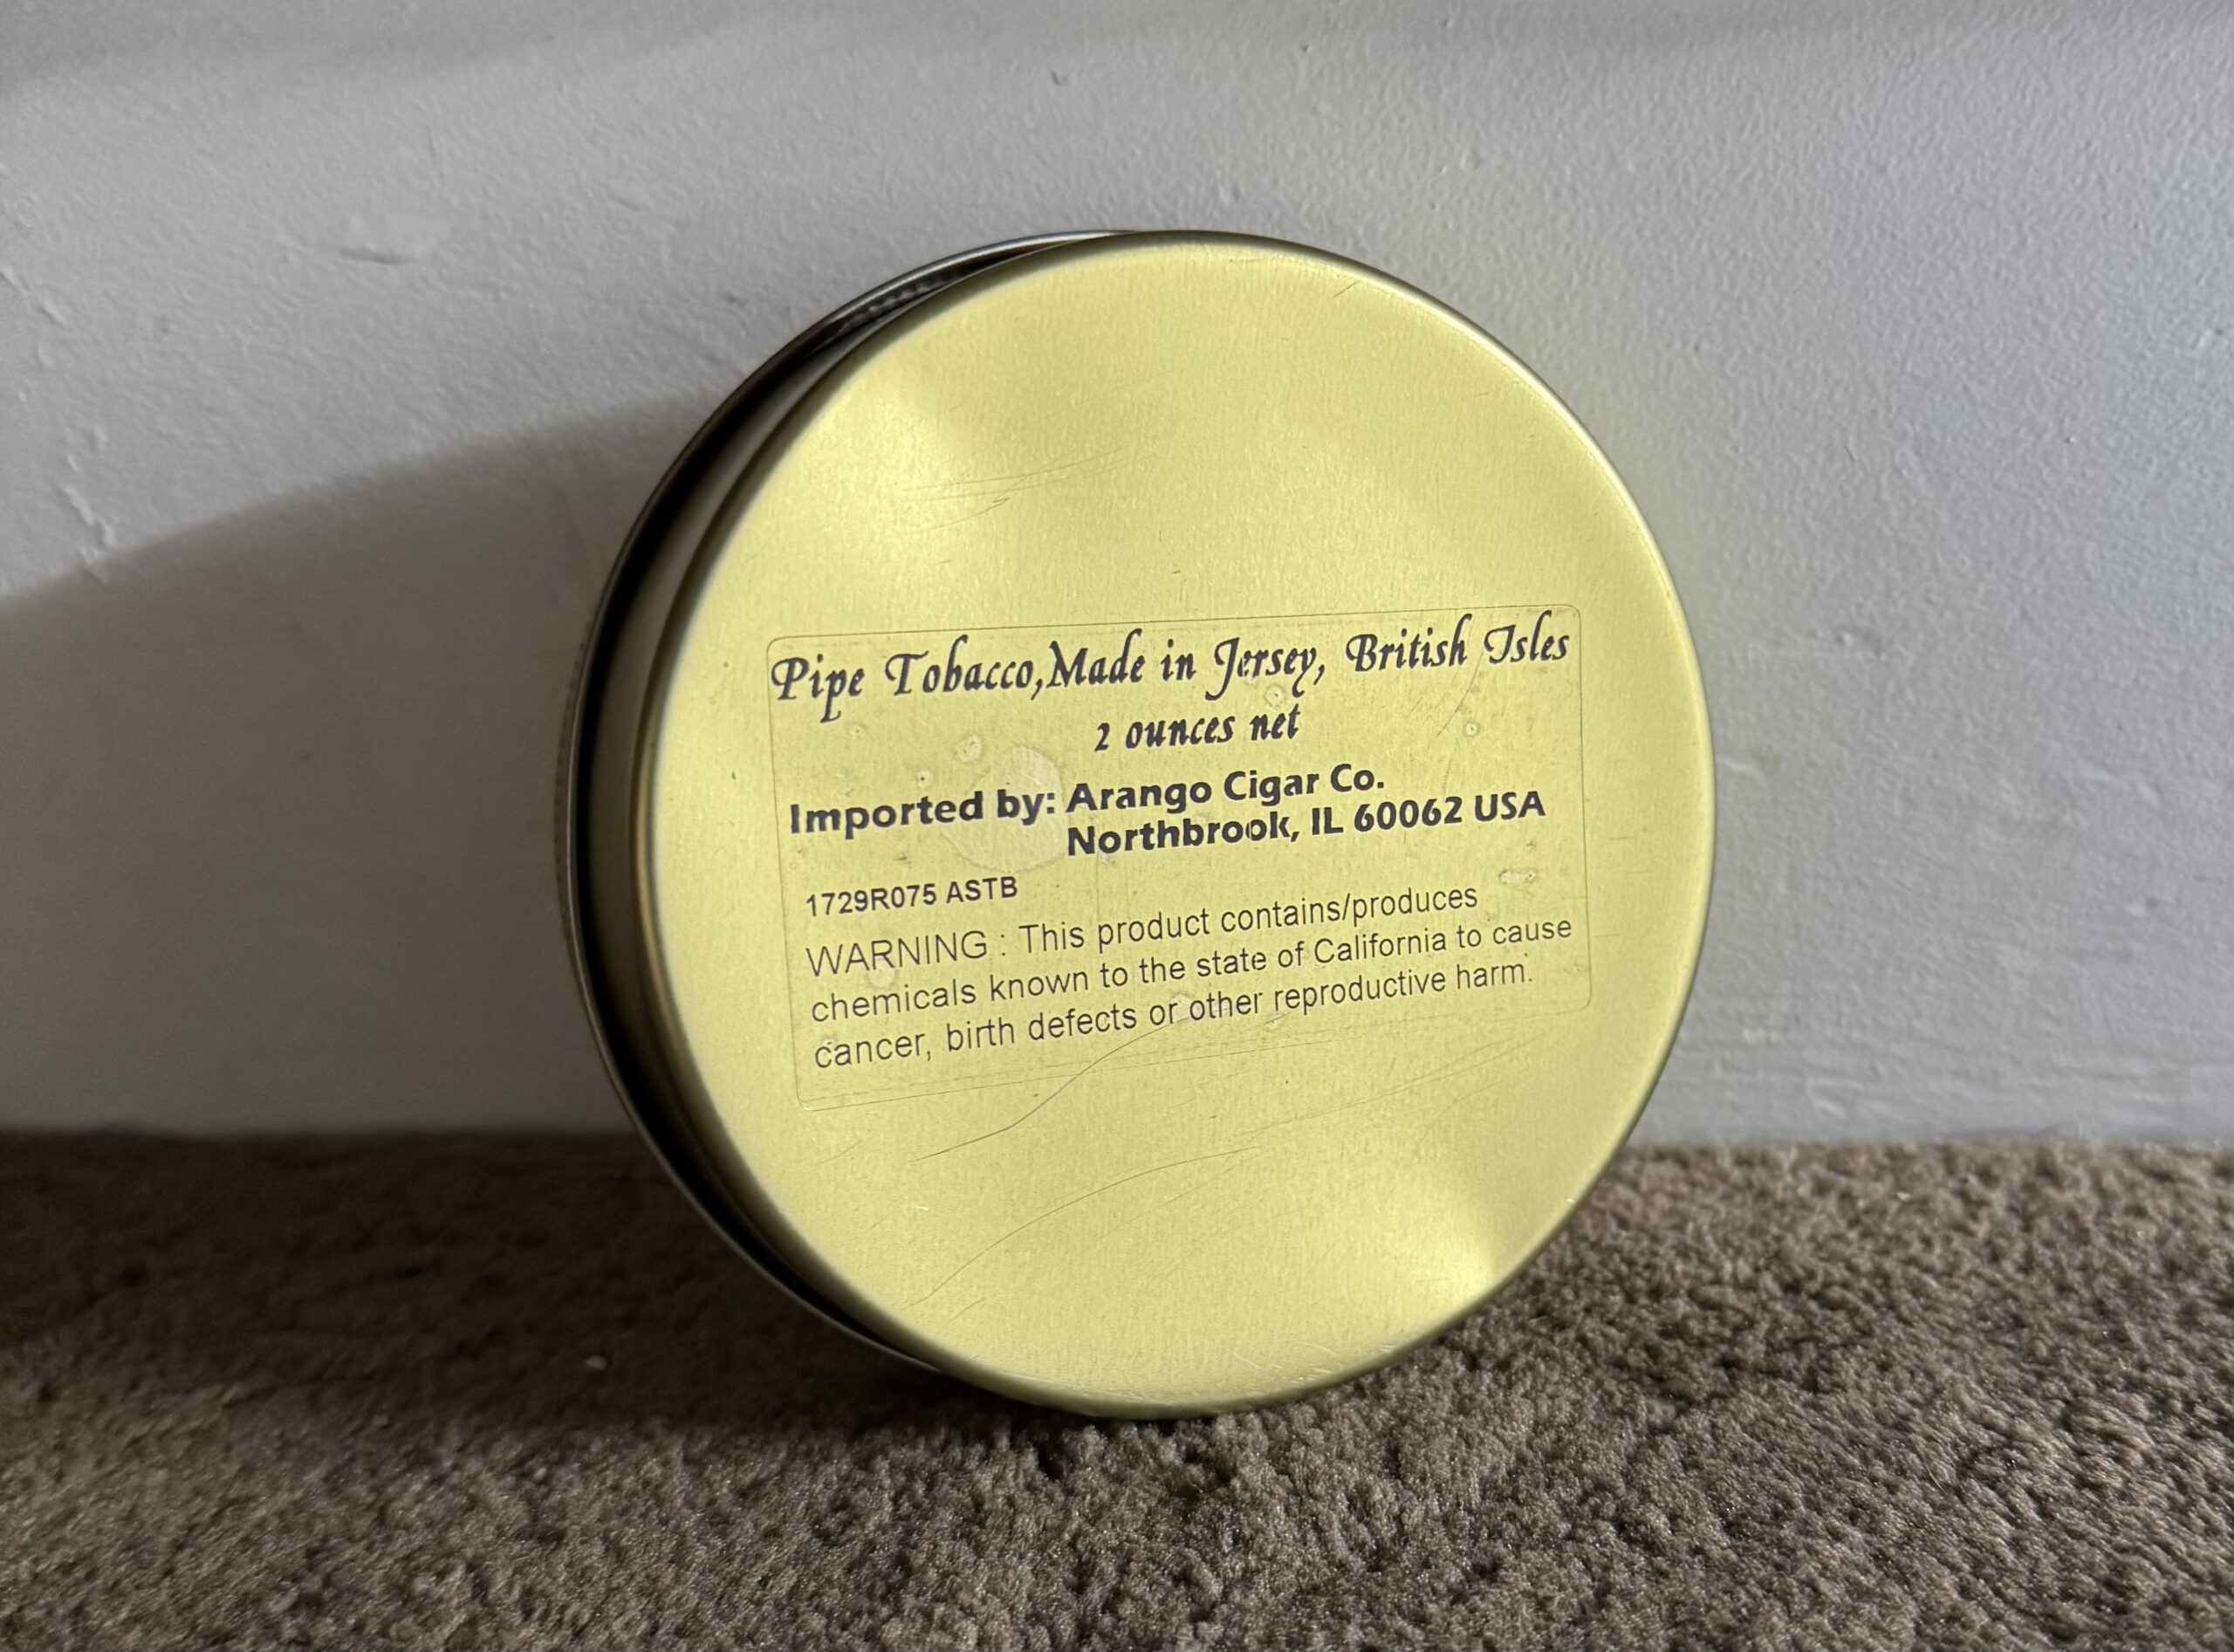 Pipe Tobacco,Made in Jersey, British Isles
2 ounces net
Imported by: Arango Cigar Co.
Northbrook, IL 60062 USA
1729R075 ASTB
WARNING : This product contains/produces
chemicals known to the state of California to cause
cancer, birth defects or other reproductive harm.